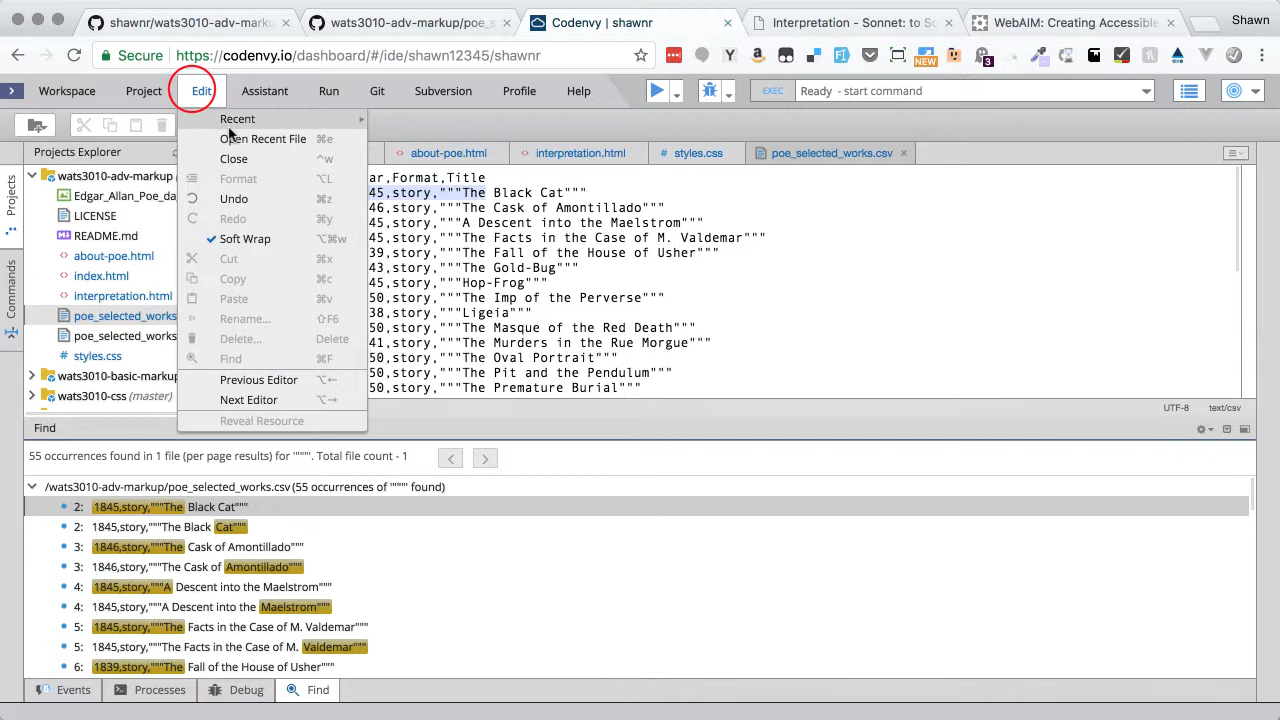 shawnr/wats3010-adv-marku
wats3010-adv-markup/poe_s
Codenvy | shawnr
Interpretation - Sonnet: to Sc
WebAIM: Creating Accessible
Shawn
Secure https://codenvy.io/dashboard/#/ide/shawn12345/shawnr
NEW
3
Workspace Project Edit Assistant Run Git Subversion Profile Help
EXEC Ready - start command
Projects Explorer
about-poe.html interpretation.html styles.css poe_selected_works.csv
Projects
Commands
wats3010-adv-markup
Edgar_Allan_Poe_da
LICENSE
README.md
about-poe.html
index.html
interpretation.html
poe_selected_works
poe_selected_works
styles.css
wats3010-basic-markup
wats3010-css (master)
Recent
Open Recent File ⌘e
Close ^w
Format ⌥L
Undo ⌘z
Redo ⌘y
Soft Wrap ⌥⌘w
Cut ⌘x
Copy ⌘c
Paste ⌘v
Rename... ⇧F6
Delete... Delete
Find ⌘F
Previous Editor ⌥←
Next Editor ⌥→
Reveal Resource
ar,Format,Title
45,story,"""The Black Cat"""
46,story,"""The Cask of Amontillado"""
45,story,"""A Descent into the Maelstrom"""
45,story,"""The Facts in the Case of M. Valdemar"""
39,story,"""The Fall of the House of Usher"""
43,story,"""The Gold-Bug"""
45,story,"""Hop-Frog"""
50,story,"""The Imp of the Perverse"""
38,story,"""Ligeia"""
50,story,"""The Masque of the Red Death"""
41,story,"""The Murders in the Rue Morgue"""
50,story,"""The Oval Portrait"""
50,story,"""The Pit and the Pendulum"""
50,story,"""The Premature Burial"""
UTF-8 text/csv
Find
55 occurrences found in 1 file (per page results) for '"""'. Total file count - 1
/wats3010-adv-markup/poe_selected_works.csv (55 occurrences of '"""' found)
2: 1845,story,"""The Black Cat"""
2: 1845,story,"""The Black Cat"""
3: 1846,story,"""The Cask of Amontillado"""
3: 1846,story,"""The Cask of Amontillado"""
4: 1845,story,"""A Descent into the Maelstrom"""
4: 1845,story,"""A Descent into the Maelstrom"""
5: 1845,story,"""The Facts in the Case of M. Valdemar"""
5: 1845,story,"""The Facts in the Case of M. Valdemar"""
6: 1839,story,"""The Fall of the House of Usher"""
Events Processes Debug Find